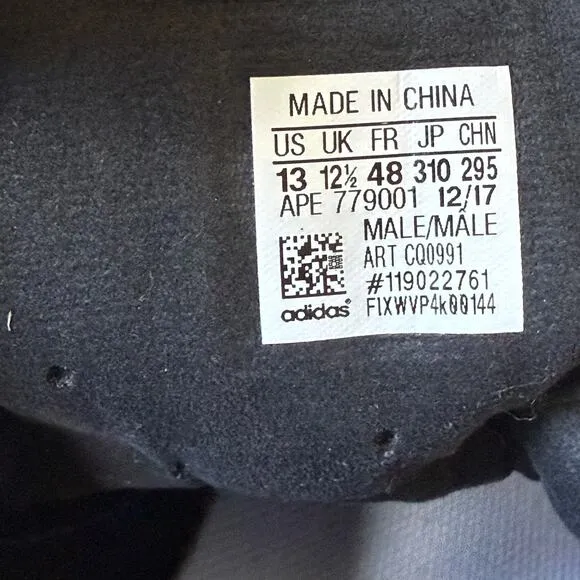 MADE IN CHINA
US UK FR JP CHN
13 12½ 48 310 295
APE 779001 12/17
MALE/MÂLE
ART CQ0991
#119022761
adidas® F1XWVP4k00144